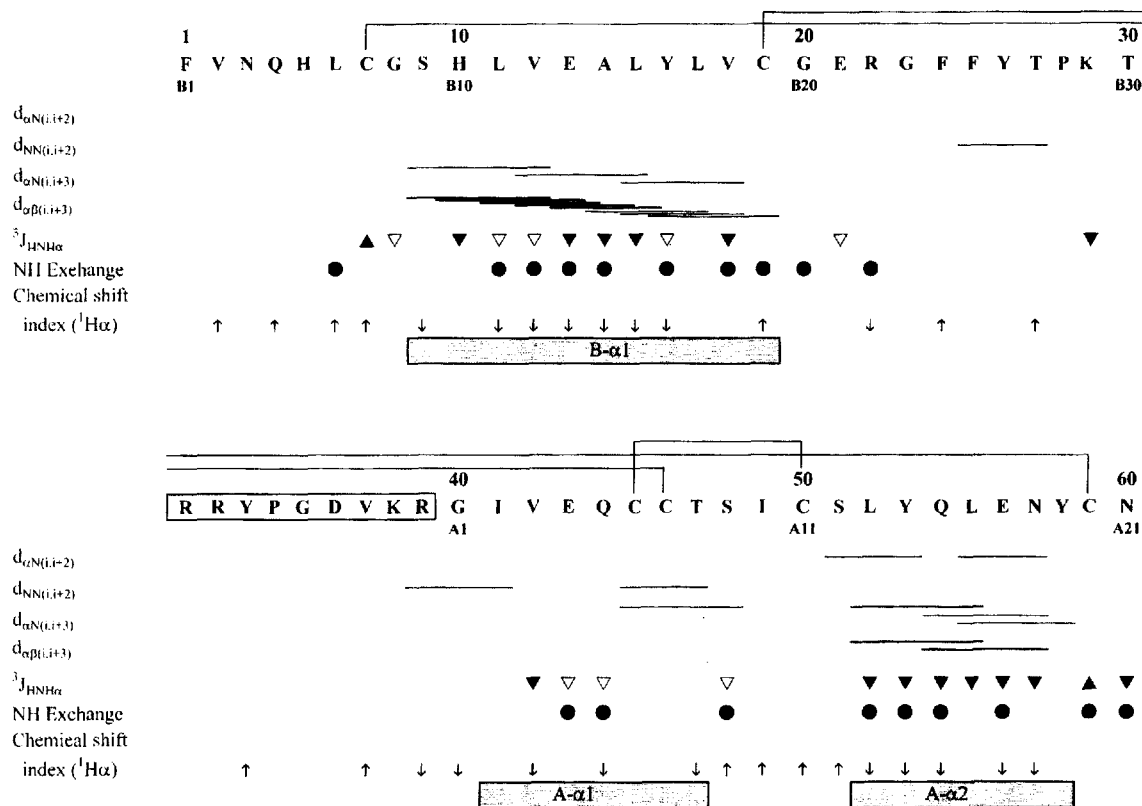 1 10 20 30
F V N Q H L C G S H L V E A L Y L V C G E R G F F Y T P K T
B1 B10 B20 B30
dαN(i,i+2)
dNN(i,i+2)
dαN(i,i+3)
dαβ(i,i+3)
³JHNHα
NH Exchange
Chemical shift
index (¹Hα) ↑ ↑ ↑ ↑ ↓ ↓ ↓ ↓ ↓ ↓ ↓ ↑ ↓ ↑ ↑
B-α1
40 50 60
R R Y P G D V K R G I V E Q C C T S I C S L Y Q L E N Y C N
A1 A11 A21
dαN(i,i+2)
dNN(i,i+2)
dαN(i,i+3)
dαβ(i,i+3)
³JHNHα
NH Exchange
Chemical shift
index (¹Hα) ↑ ↑ ↓ ↓ ↓ ↓ ↓ ↑ ↑ ↑ ↑ ↓ ↓ ↓ ↓ ↓
A-α1 A-α2